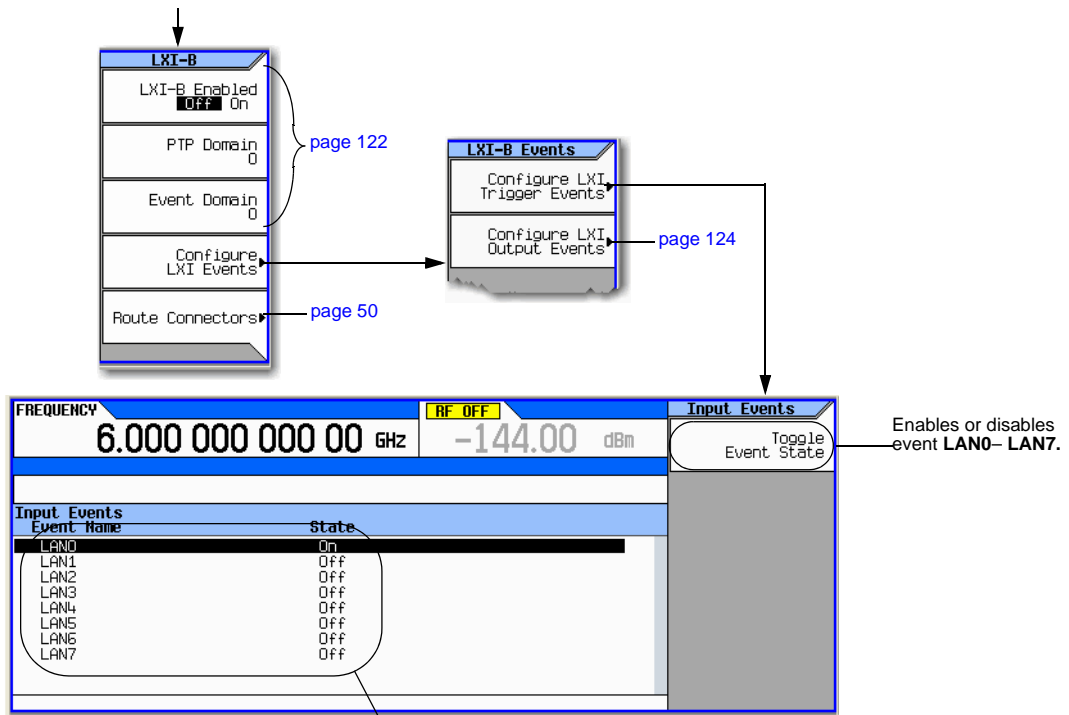 LXI-B
LXI-B Enabled
Off On
PTP Domain
0
Event Domain
0
Configure
LXI Events
Route Connectors
page 122
page 50
LXI-B Events
Configure LXI
Trigger Events
Configure LXI
Output Events
page 124
FREQUENCY
6.000 000 000 00 GHz
RF OFF
-144.00 dBm
Input Events
Toggle
Event State
Enables or disables
event LAN0– LAN7.
Input Events
Event Name State
LAN0 On
LAN1 Off
LAN2 Off
LAN3 Off
LAN4 Off
LAN5 Off
LAN6 Off
LAN7 Off